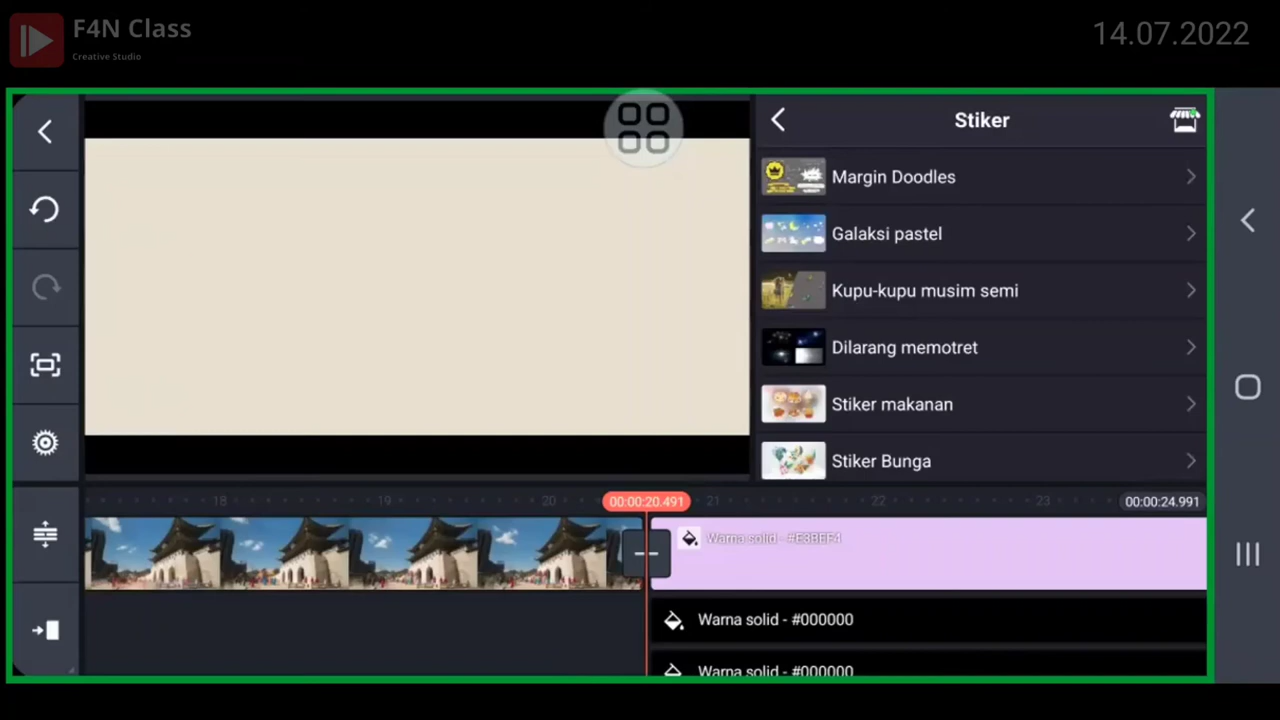 F4N Class
Creative Studio
14.07.2022
Stiker
Margin Doodles
Galaksi pastel
Kupu-kupu musim semi
Dilarang memotret
Stiker makanan
Stiker Bunga
18
19
20
00:00:20.491
21
22
23
00:00:24.991
Warna solid - #E3BEF4
Warna solid - #000000
Warna solid - #000000